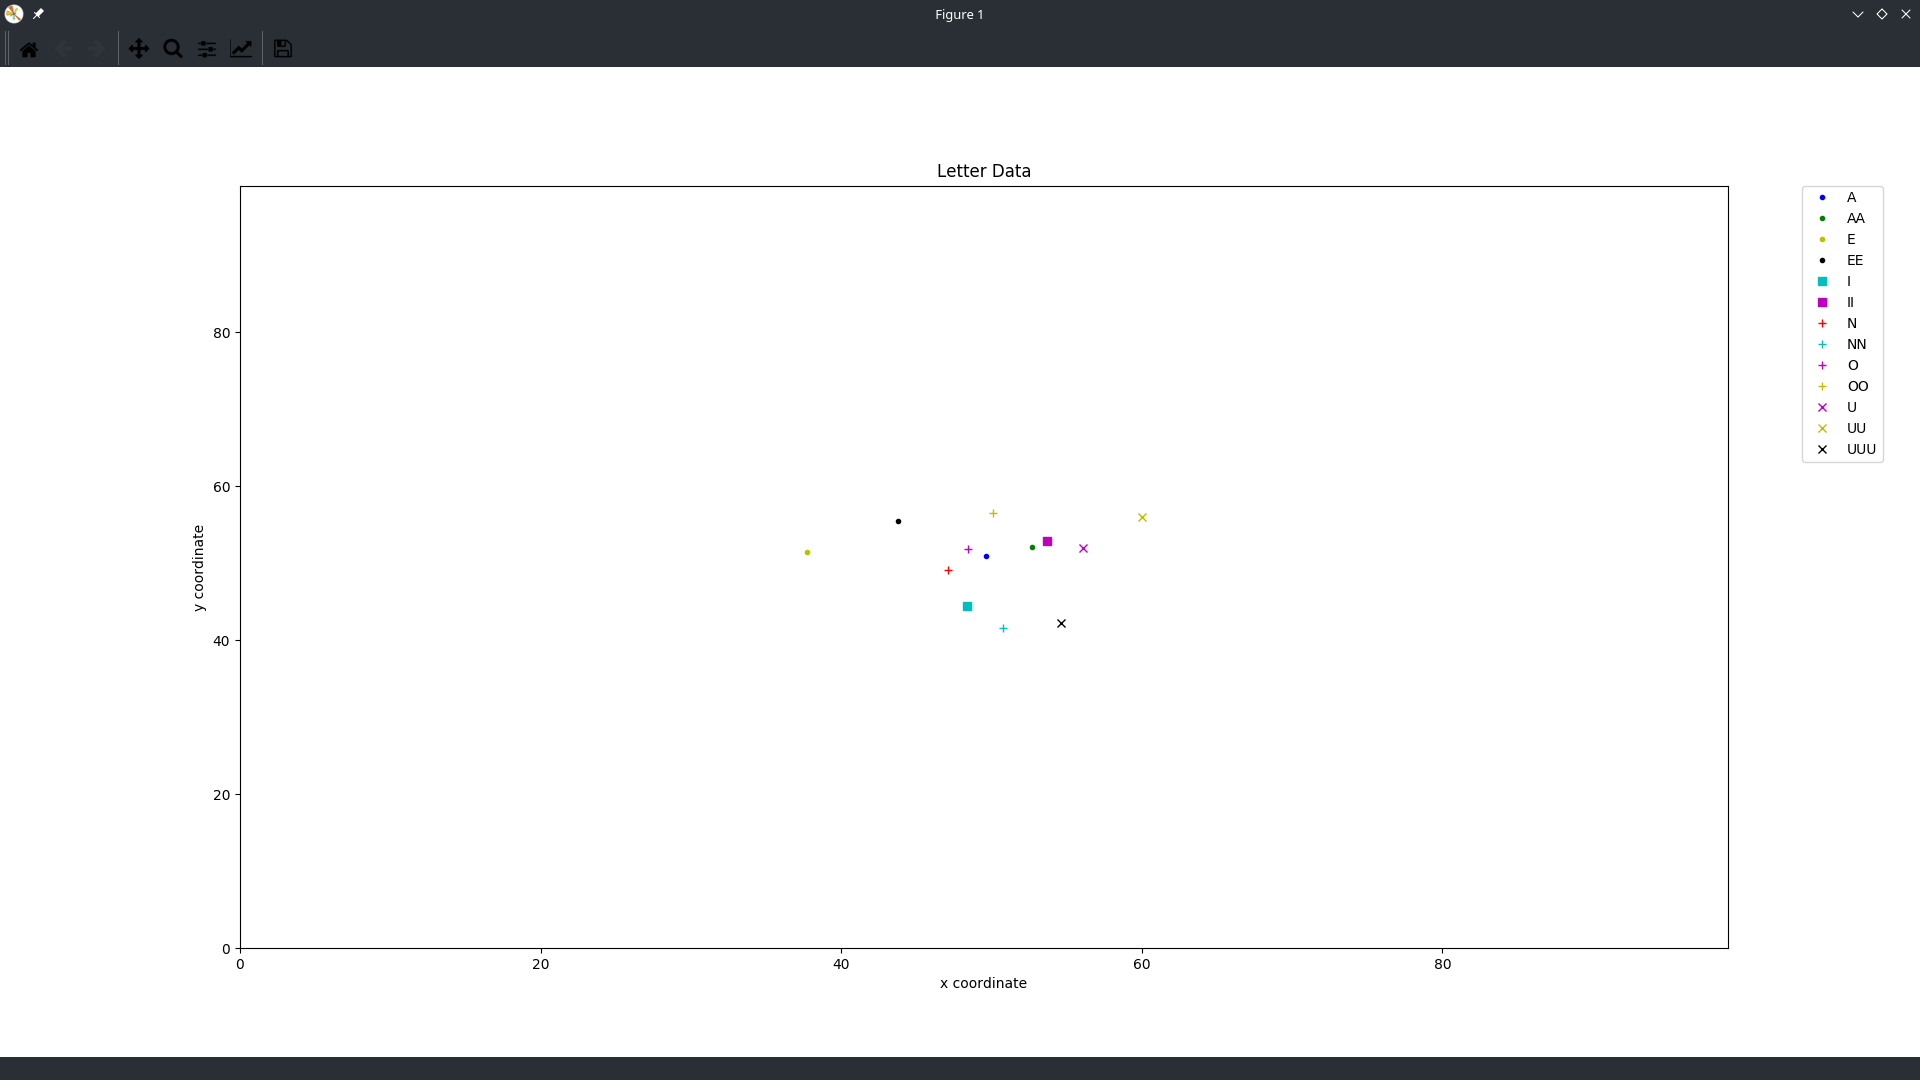 Figure 1
Letter Data
A
AA
E
EE
I
II
N
NN
O
OO
U
UU
UUU
80
60
40
20
0
y coordinate
0 20 40 60 80
x coordinate